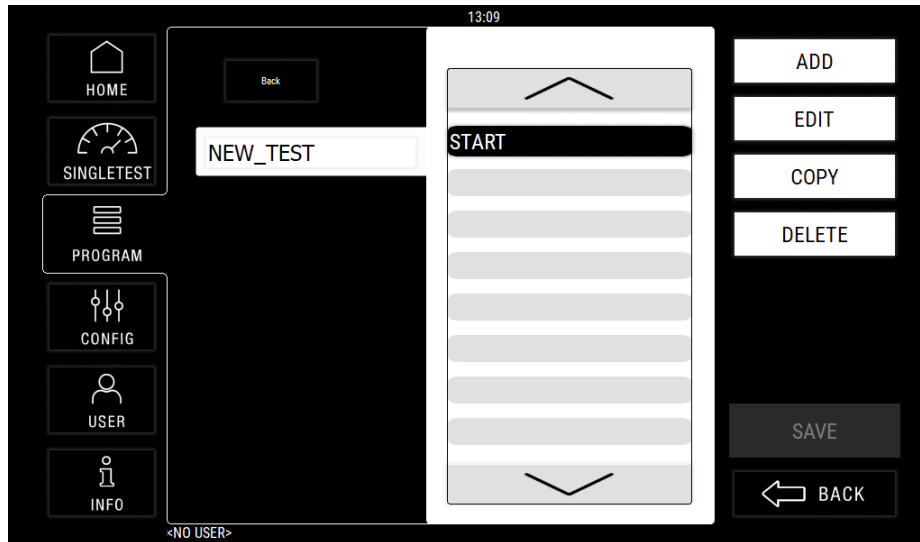 13:09
HOME
SINGLETEST
PROGRAM
CONFIG
USER
INFO
Back
NEW_TEST
START
ADD
EDIT
COPY
DELETE
SAVE
BACK
<NO USER>